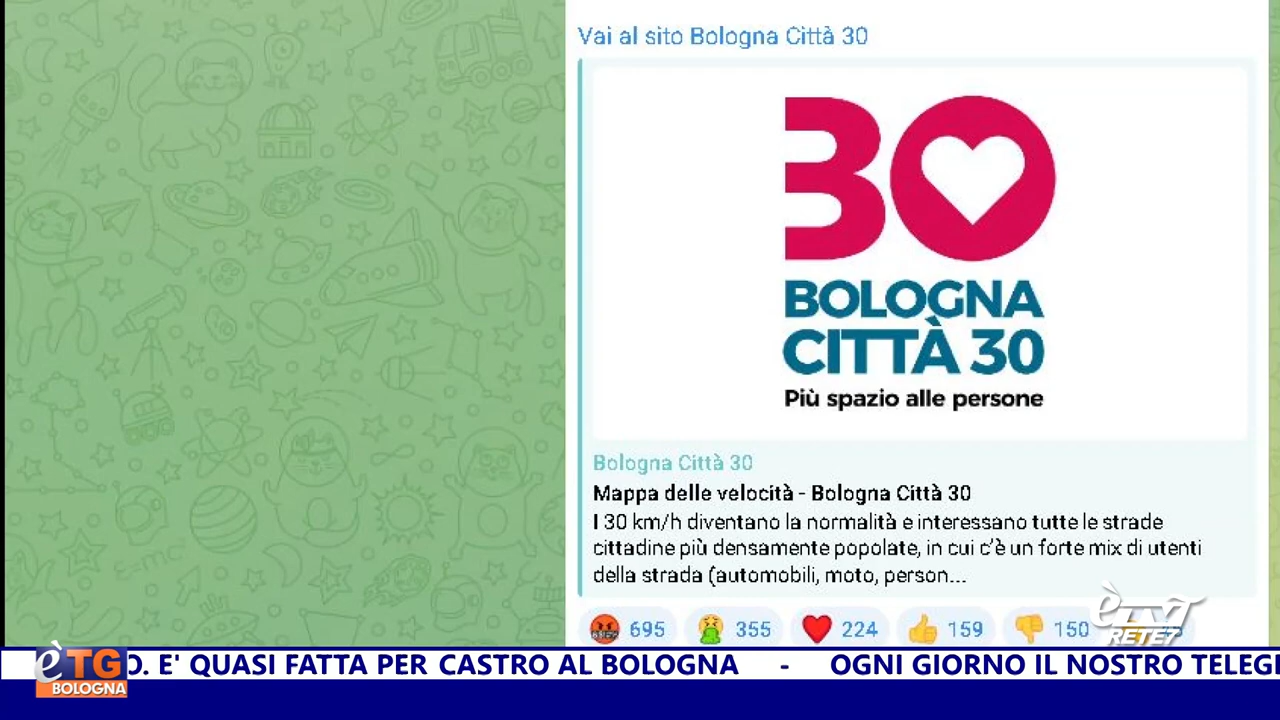 Vai al sito Bologna Città 30
30
BOLOGNA
CITTÀ 30
Più spazio alle persone
Bologna Città 30
Mappa delle velocità - Bologna Città 30
I 30 km/h diventano la normalità e interessano tutte le strade
cittadine più densamente popolate, in cui c'è un forte mix di utenti
della strada (automobili, moto, person...
695 355 224 159 150
èTVT
RETE7
èTG
BOLOGNA
O. E' QUASI FATTA PER CASTRO AL BOLOGNA - OGNI GIORNO IL NOSTRO TELEG